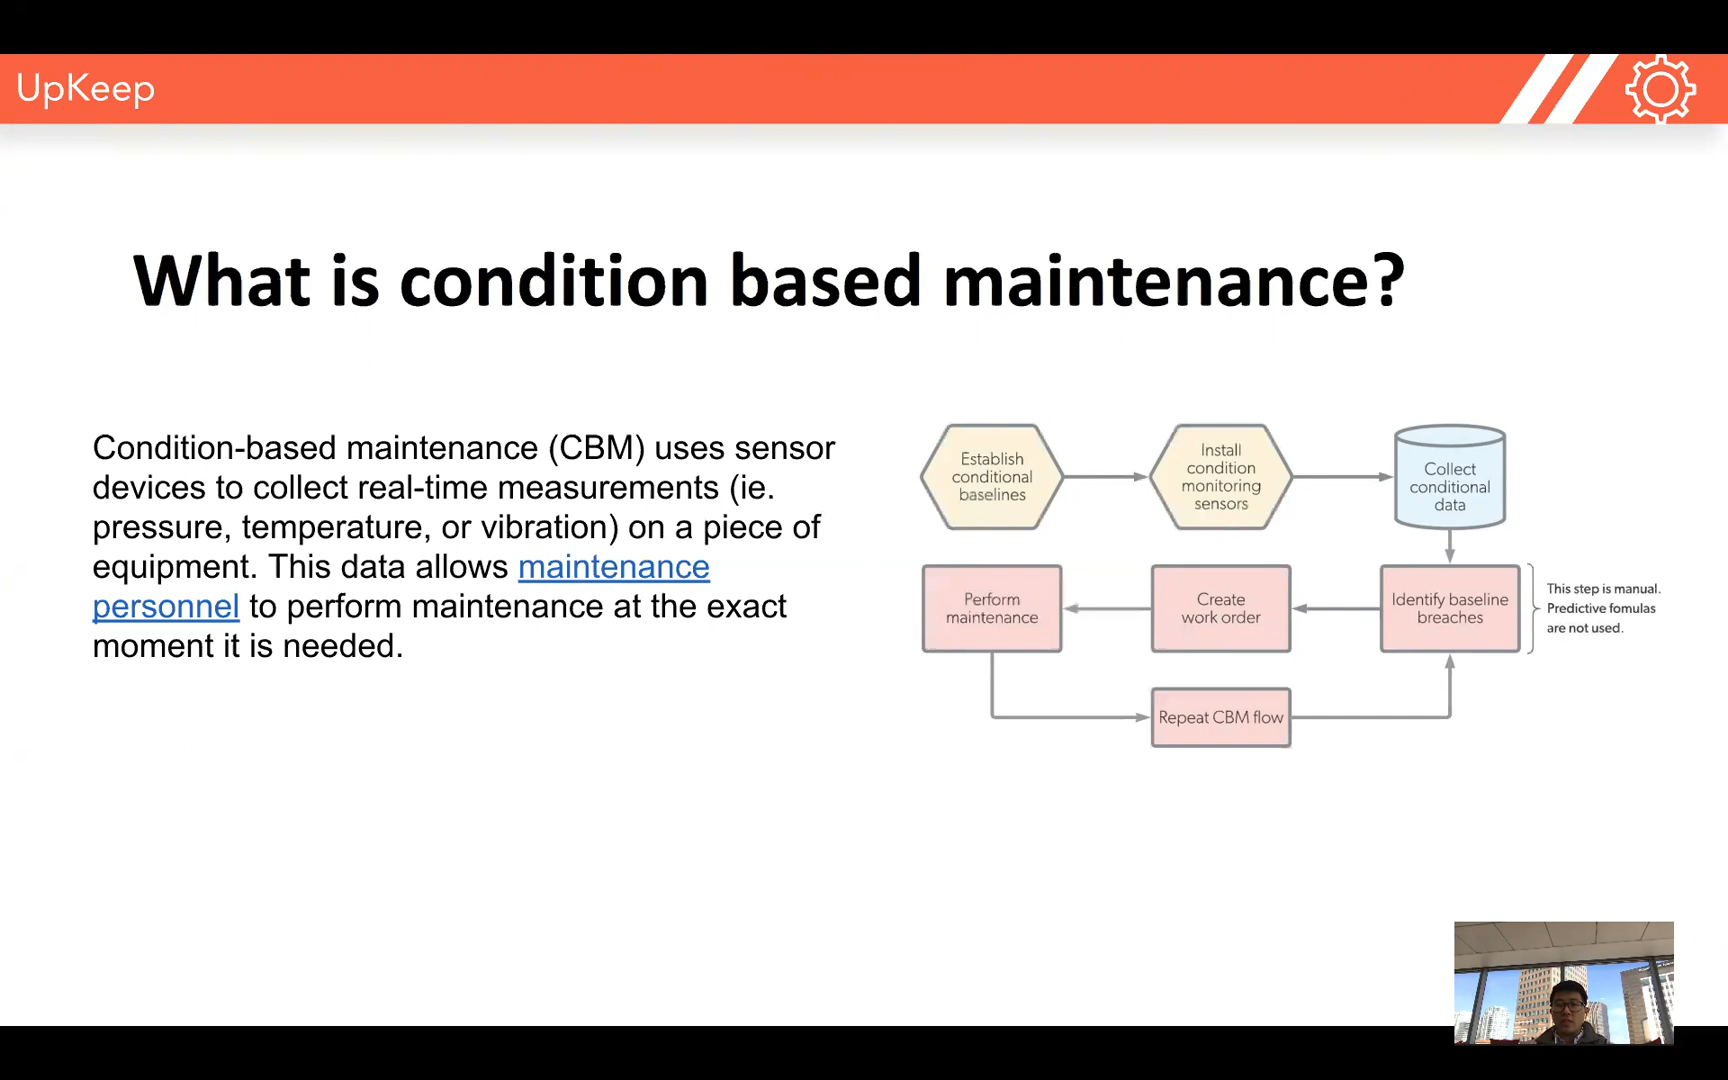 UpKeep
What is condition based maintenance?
Condition-based maintenance (CBM) uses sensor
devices to collect real-time measurements (ie.
pressure, temperature, or vibration) on a piece of
equipment. This data allows maintenance
personnel to perform maintenance at the exact
moment it is needed.
Establish
conditional
baselines
Install
condition
monitoring
sensors
Collect
conditional
data
Perform
maintenance
Create
work order
Identify baseline
breaches
This step is manual.
Predictive fomulas
are not used.
Repeat CBM flow